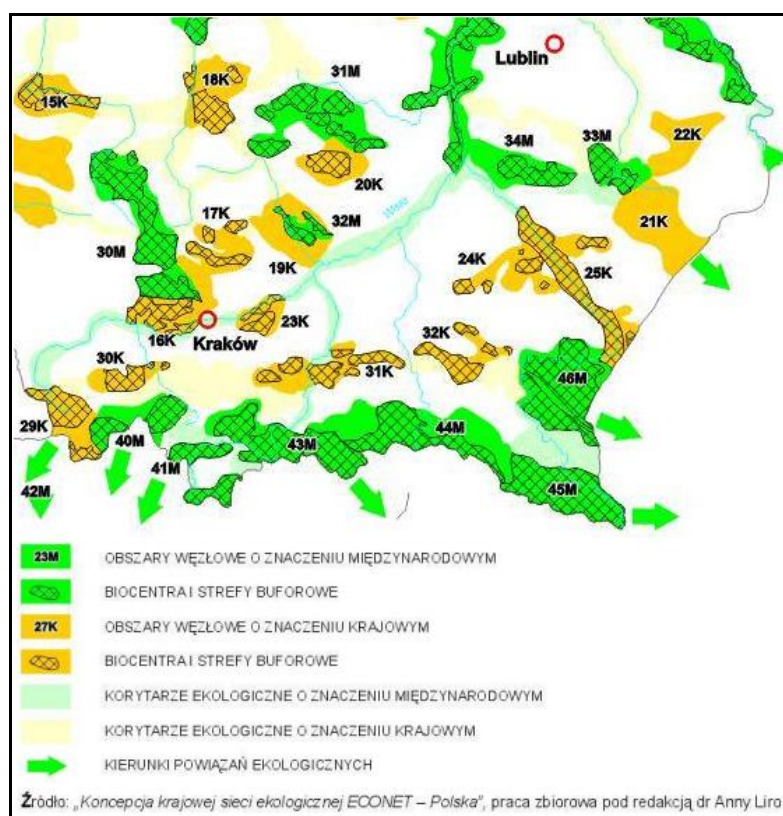 Lublin
31M
18K
15K
34M
33M
22K
20K
17K
32M
21K
30M
19K
24K
25K
23K
16K
Kraków
32K
30K
31K
46M
29K
40M
44M
43M
41M
42M
45M
23M OBSZARY WĘZŁOWE O ZNACZENIU MIĘDZYNARODOWYM
BIOCENTRA I STREFY BUFOROWE
27K OBSZARY WĘZŁOWE O ZNACZENIU KRAJOWYM
BIOCENTRA I STREFY BUFOROWE
KORYTARZE EKOLOGICZNE O ZNACZENIU MIĘDZYNARODOWYM
KORYTARZE EKOLOGICZNE O ZNACZENIU KRAJOWYM
KIERUNKI POWIĄZAŃ EKOLOGICZNYCH
Źródło: „Koncepcja krajowej sieci ekologicznej ECONET – Polska", praca zbiorowa pod redakcją dr Anny Liro